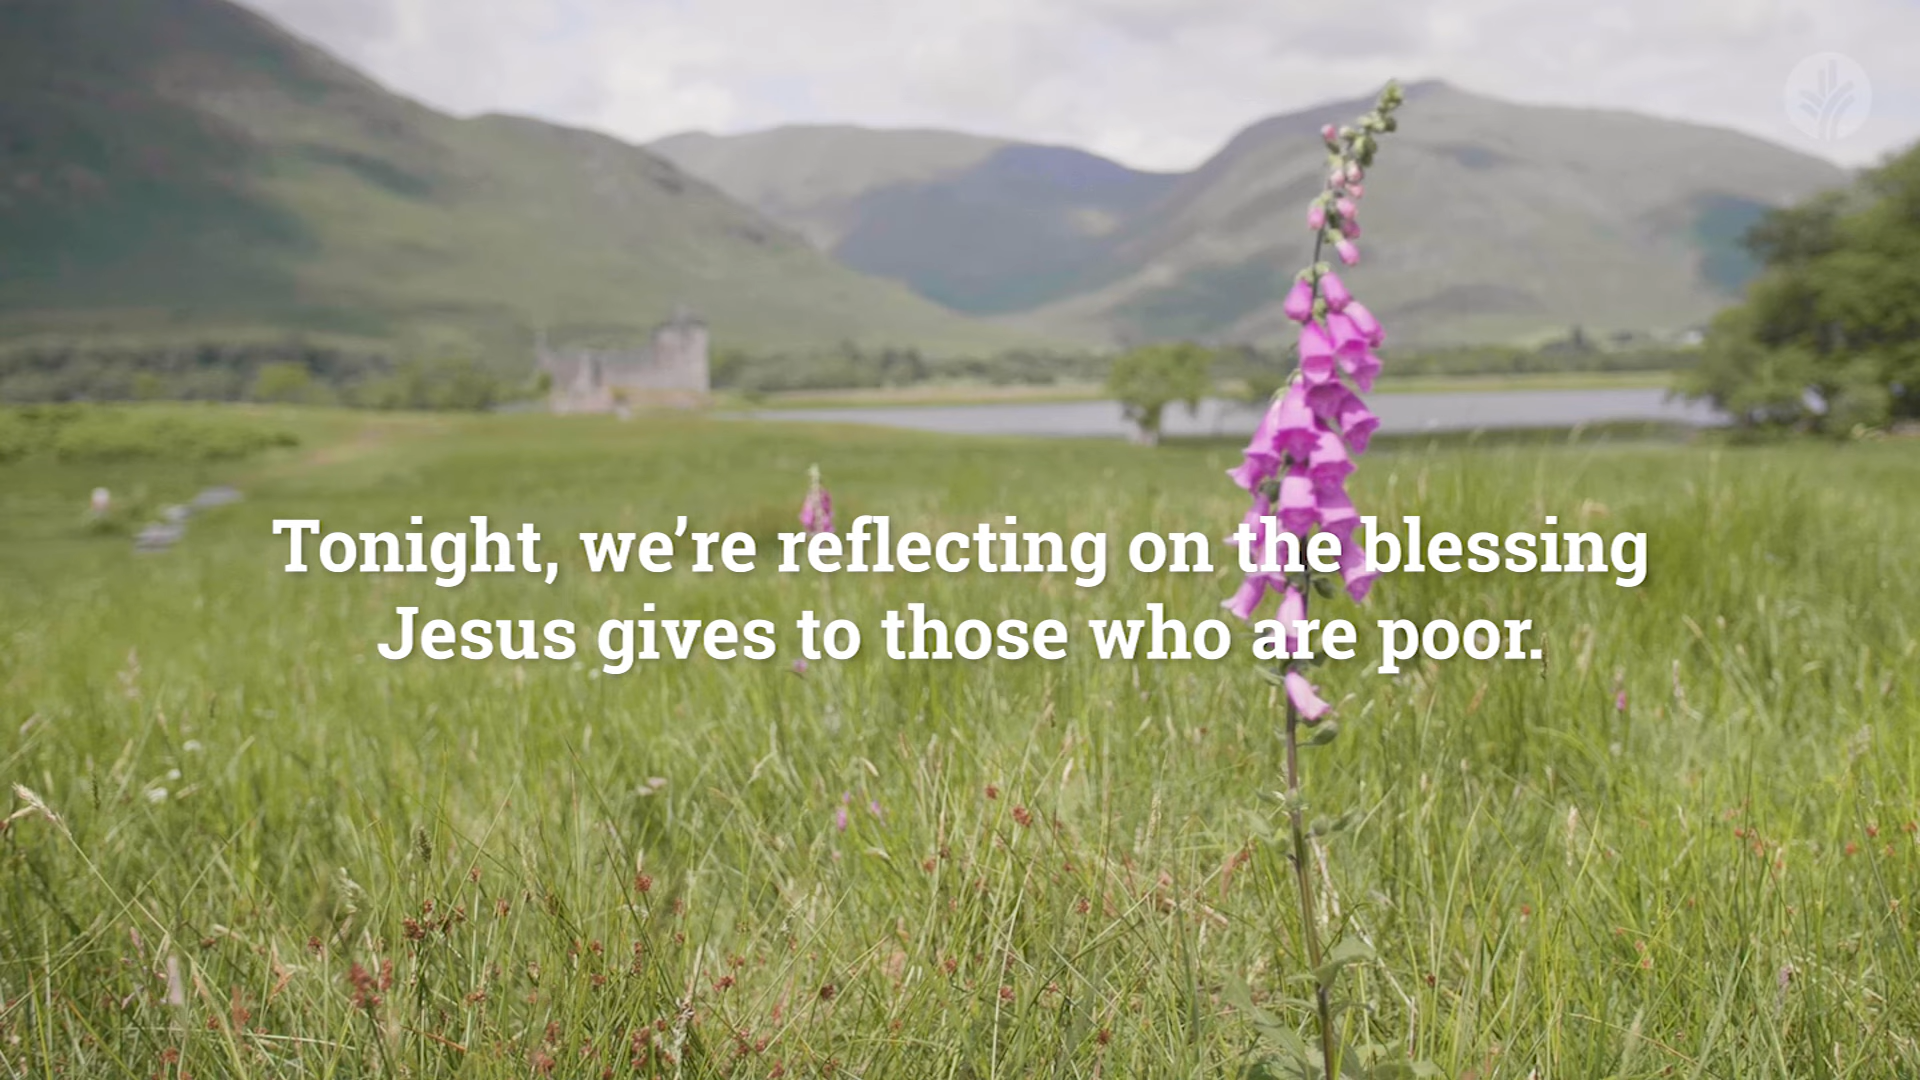 Tonight, we’re reflecting on the blessing
Jesus gives to those who are poor.